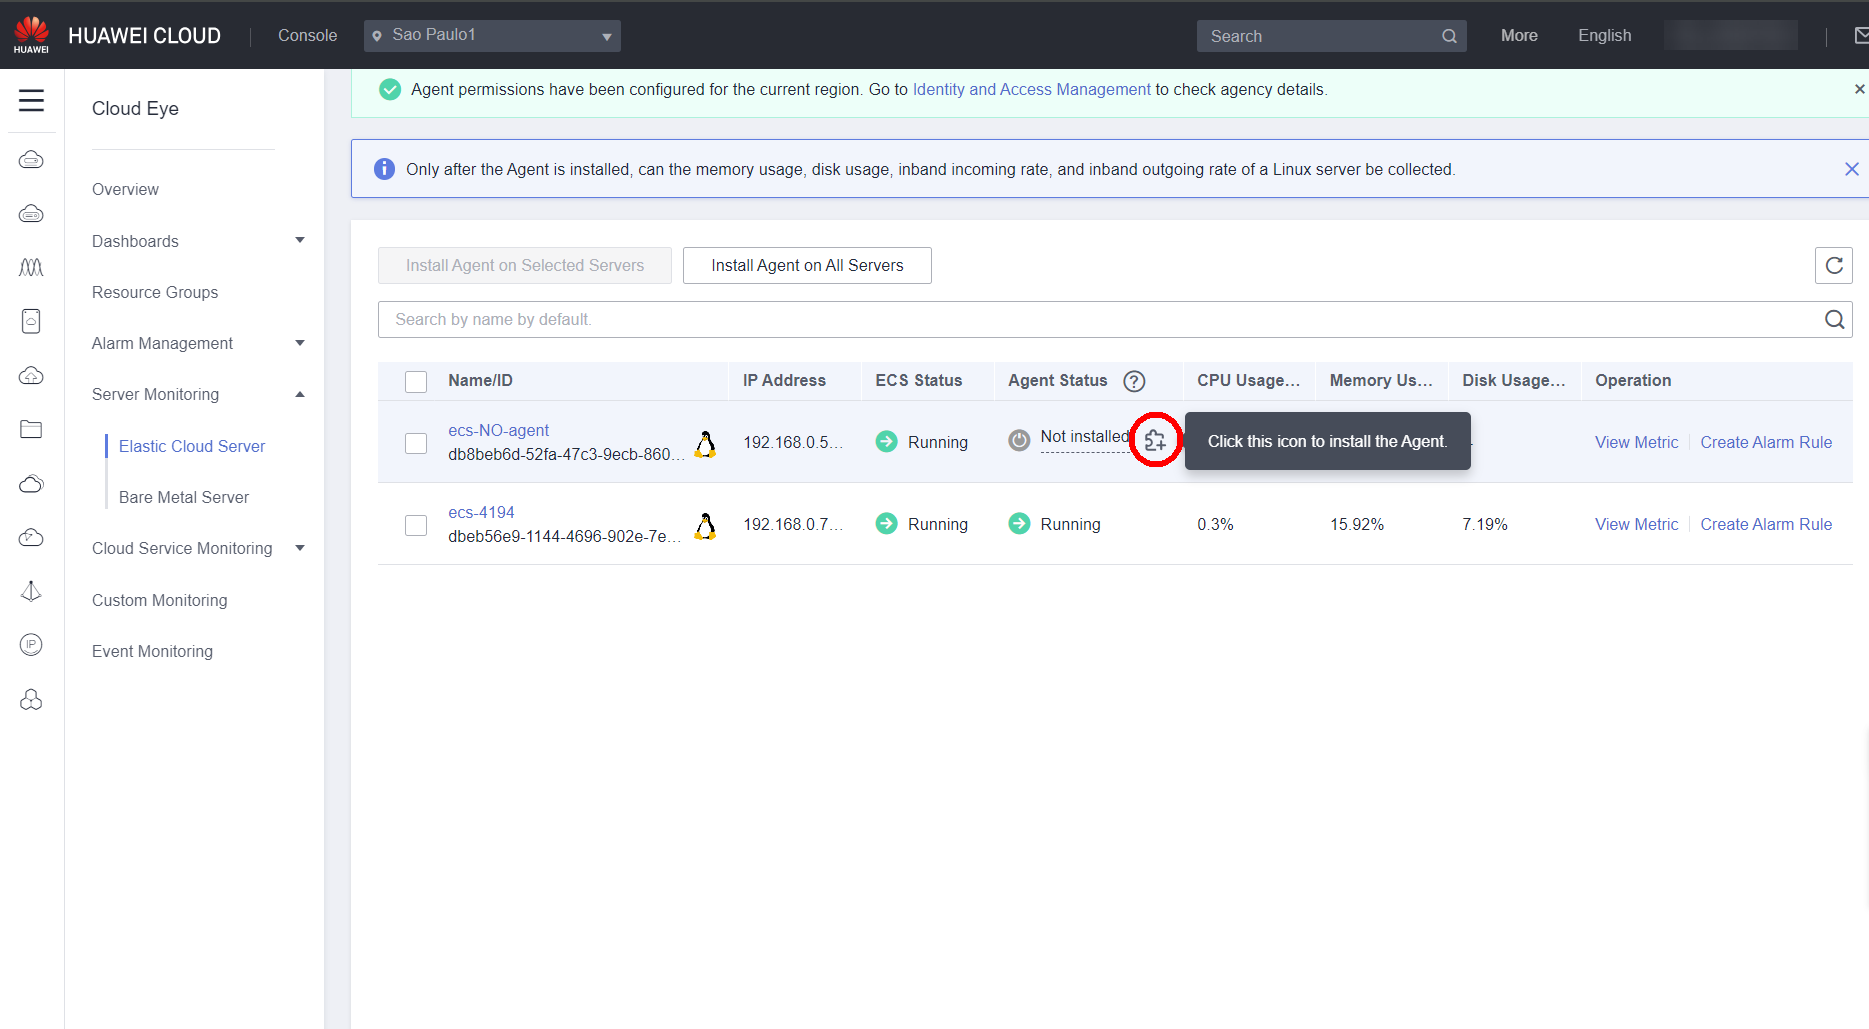 HUAWEI
HUAWEI CLOUD
Console
Sao Paulo1
Search
More
English
Cloud Eye
Overview
Dashboards
Resource Groups
Alarm Management
Server Monitoring
Elastic Cloud Server
Bare Metal Server
Cloud Service Monitoring
Custom Monitoring
Event Monitoring
IP
Agent permissions have been configured for the current region. Go to Identity and Access Management to check agency details.
Only after the Agent is installed, can the memory usage, disk usage, inband incoming rate, and inband outgoing rate of a Linux server be collected.
Install Agent on Selected Servers
Install Agent on All Servers
Search by name by default.
Name/ID IP Address ECS Status Agent Status ? CPU Usage... Memory Us... Disk Usage... Operation
ecs-NO-agent
db8beb6d-52fa-47c3-9ecb-860...
192.168.0.5...
Running
Not installed
Click this icon to install the Agent.
View Metric
Create Alarm Rule
ecs-4194
dbeb56e9-1144-4696-902e-7e...
192.168.0.7...
Running
Running
0.3%
15.92%
7.19%
View Metric
Create Alarm Rule